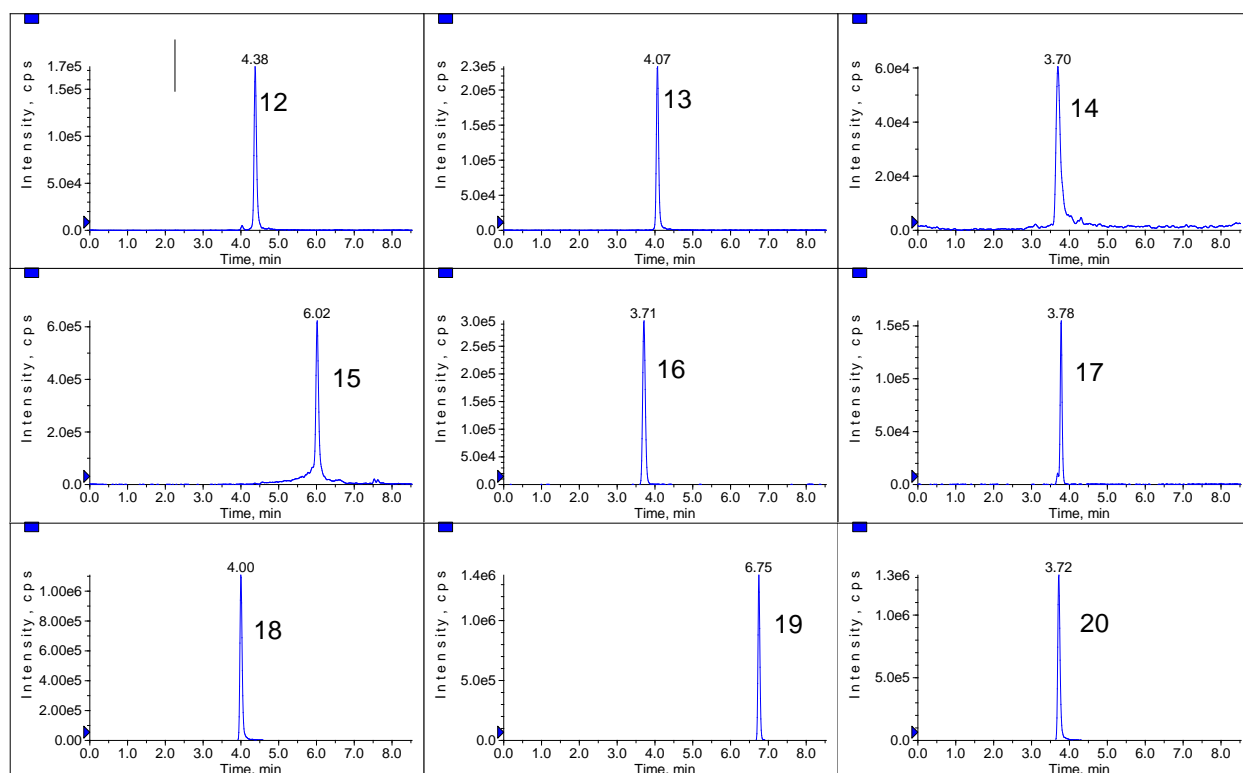 4.38
1.7e5
1.5e5
1.0e5
5.0e4
0.0
Intensity, cps
12
0.0 1.0 2.0 3.0 4.0 5.0 6.0 7.0 8.0
Time, min
4.07
2.3e5
2.0e5
1.5e5
1.0e5
5.0e4
0.0
Intensity, cps
13
0.0 1.0 2.0 3.0 4.0 5.0 6.0 7.0 8.0
Time, min
3.70
6.0e4
4.0e4
2.0e4
0.0
Intensity, cps
14
0.0 1.0 2.0 3.0 4.0 5.0 6.0 7.0 8.0
Time, min
6.02
6.0e5
4.0e5
2.0e5
0.0
Intensity, cps
15
0.0 1.0 2.0 3.0 4.0 5.0 6.0 7.0 8.0
Time, min
3.71
3.0e5
2.5e5
2.0e5
1.5e5
1.0e5
5.0e4
0.0
Intensity, cps
16
0.0 1.0 2.0 3.0 4.0 5.0 6.0 7.0 8.0
Time, min
3.78
1.5e5
1.0e5
5.0e4
0.0
Intensity, cps
17
0.0 1.0 2.0 3.0 4.0 5.0 6.0 7.0 8.0
Time, min
4.00
1.00e6
8.00e5
6.00e5
4.00e5
2.00e5
0.00
Intensity, cps
18
0.0 1.0 2.0 3.0 4.0 5.0 6.0 7.0 8.0
Time, min
6.75
1.4e6
1.0e6
5.0e5
0.0
Intensity, cps
19
0.0 1.0 2.0 3.0 4.0 5.0 6.0 7.0 8.0
Time, min
3.72
1.3e6
1.0e6
5.0e5
0.0
Intensity, cps
20
0.0 1.0 2.0 3.0 4.0 5.0 6.0 7.0 8.0
Time, min